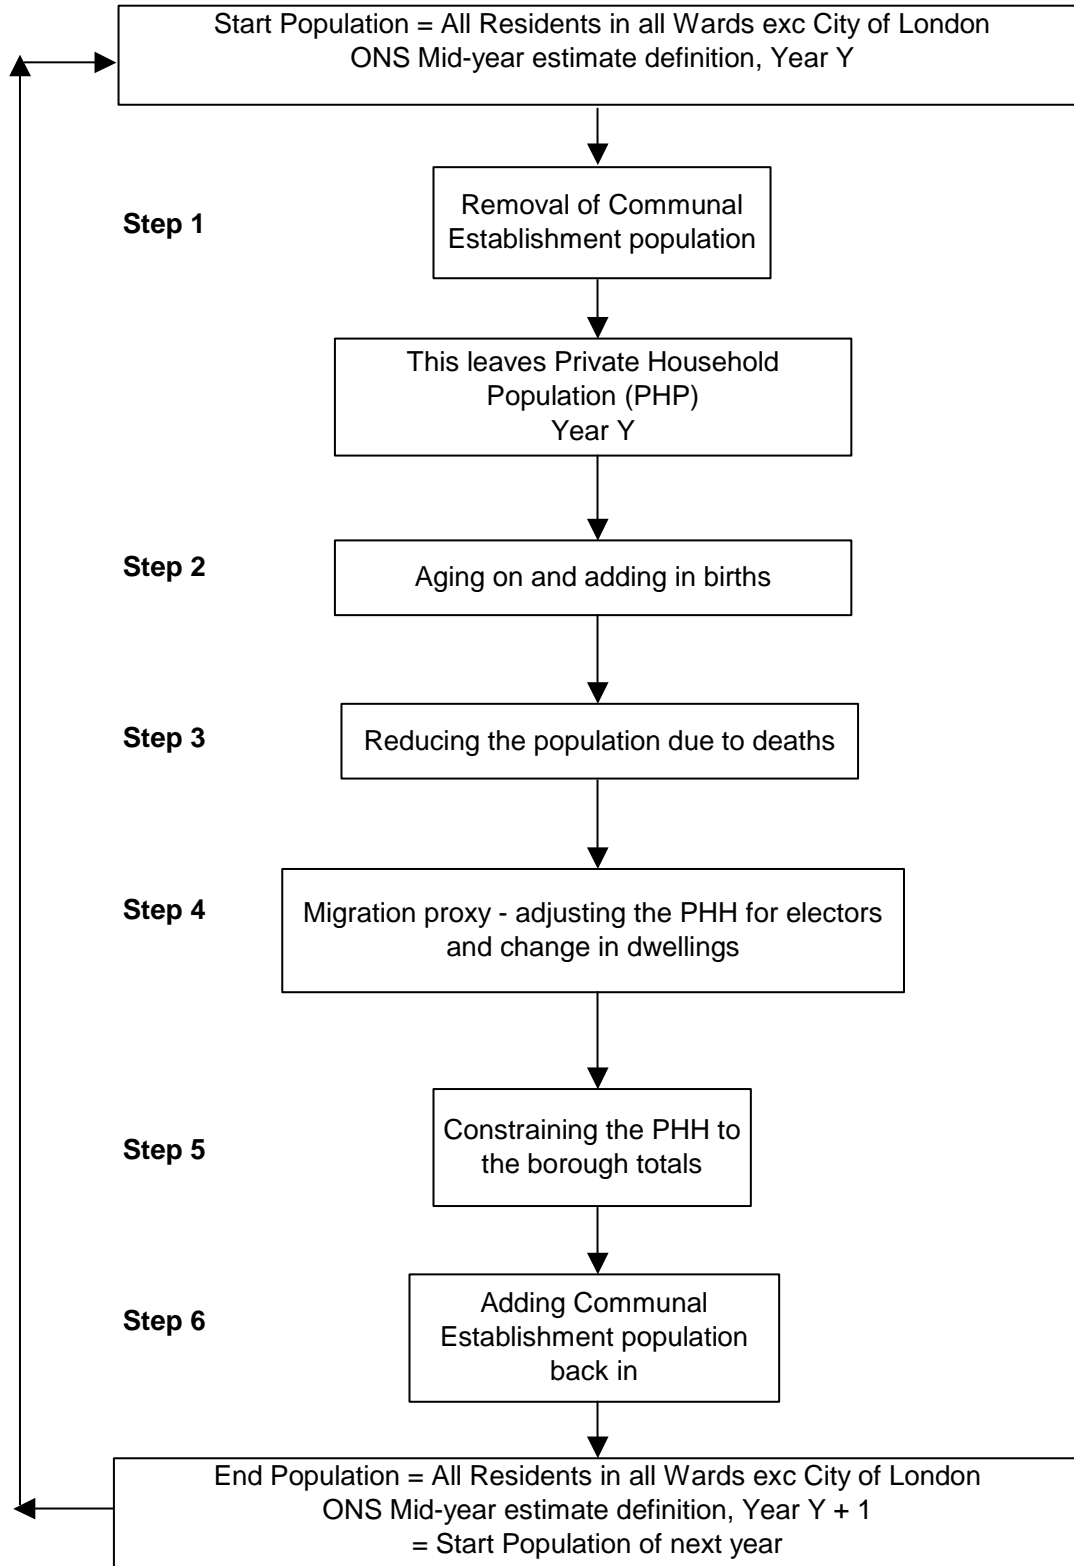 Start Population = All Residents in all Wards exc City of London
ONS Mid-year estimate definition, Year Y
Step 1
Removal of Communal
Establishment population
This leaves Private Household
Population (PHP)
Year Y
Step 2
Aging on and adding in births
Step 3
Reducing the population due to deaths
Step 4
Migration proxy - adjusting the PHH for electors
and change in dwellings
Step 5
Constraining the PHH to
the borough totals
Step 6
Adding Communal
Establishment population
back in
End Population = All Residents in all Wards exc City of London
ONS Mid-year estimate definition, Year Y + 1
= Start Population of next year